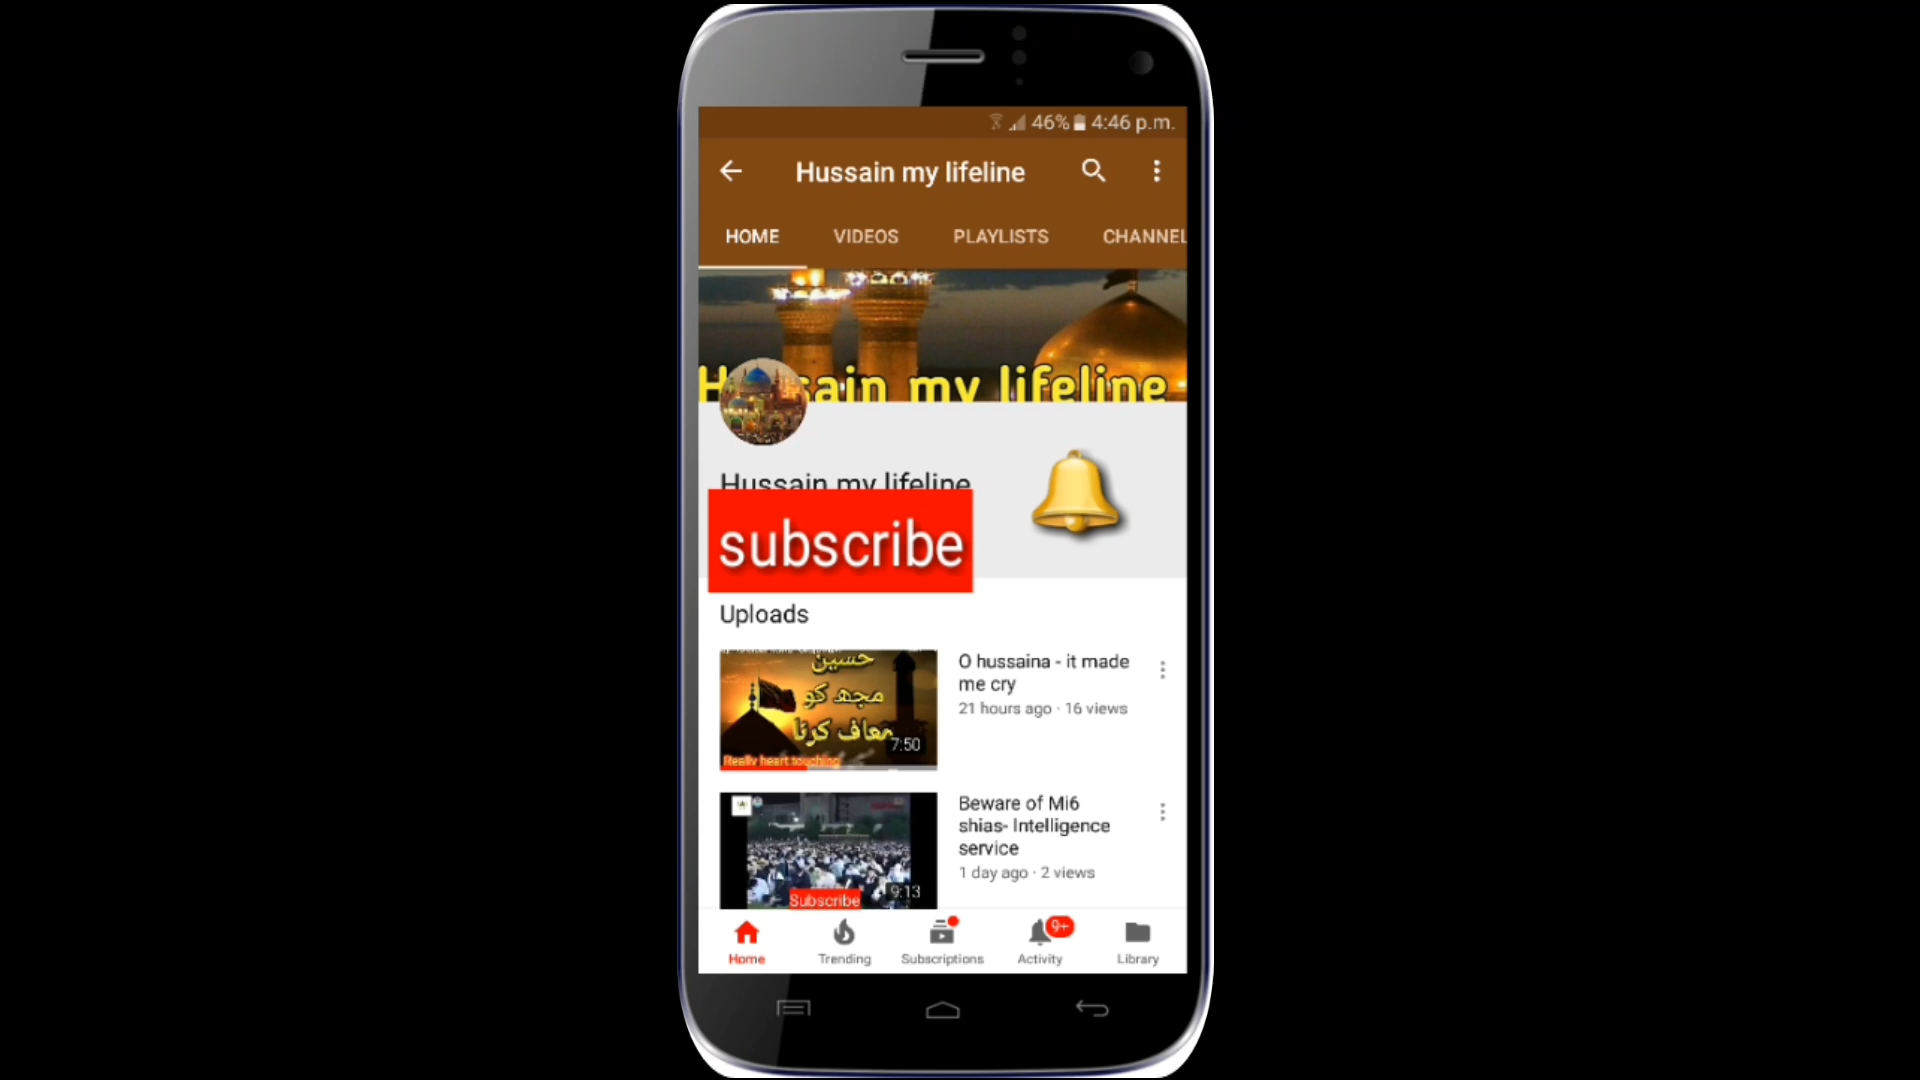 46% 4:46 p.m.
Hussain my lifeline
HOME VIDEOS PLAYLISTS CHANNEL
sain my lifeline
Hussain my lifeline
subscribe
Uploads
حسین
مجھ کو
معاف کرنا
7:50
Really heart touching
O hussaina - it made
me cry
21 hours ago · 16 views
9:13
Subscribe
Beware of Mi6
shias- Intelligence
service
1 day ago · 2 views
9+
Home Trending Subscriptions Activity Library